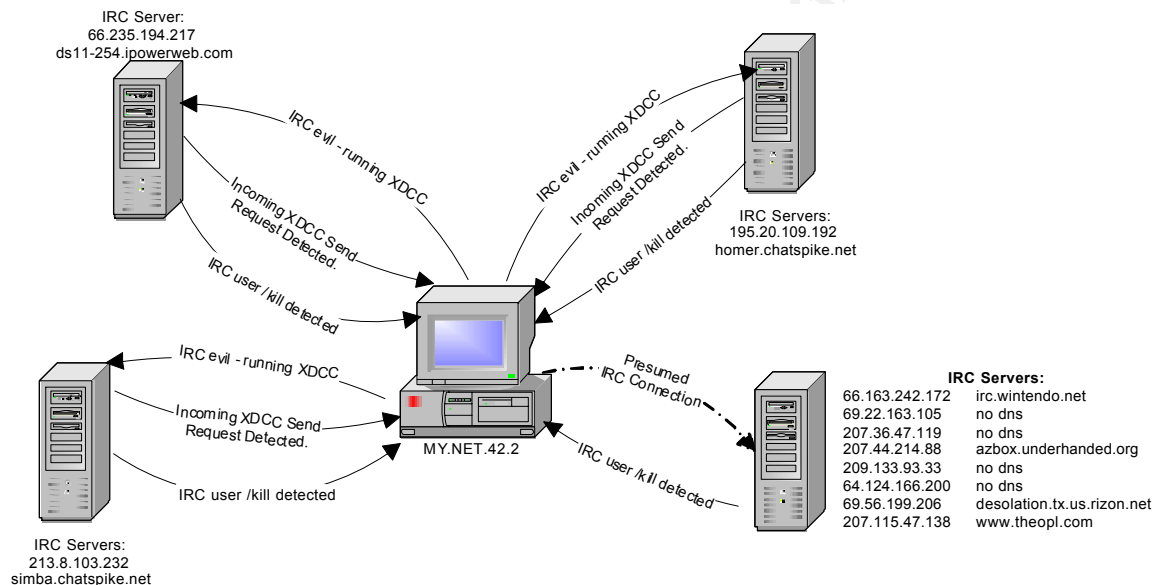 IRC Server:
66.235.194.217
ds11-254.ipowerweb.com
IRC evil - running XDCC
Incoming XDCC Send
Request Detected.
IRC user /kill detected
IRC evil - running XDCC
Incoming XDCC Send
Request Detected.
IRC user /kill detected
IRC Servers:
195.20.109.192
homer.chatspike.net
IRC evil - running XDCC
Incoming XDCC Send
Request Detected.
IRC user /kill detected
IRC Servers:
213.8.103.232
simba.chatspike.net
MY.NET.42.2
Presumed
IRC Connection
IRC user /kill detected
IRC Servers:
66.163.242.172 irc.wintendo.net
69.22.163.105 no dns
207.36.47.119 no dns
207.44.214.88 azbox.underhanded.org
209.133.93.33 no dns
64.124.166.200 no dns
69.56.199.206 desolation.tx.us.rizon.net
207.115.47.138 www.theopl.com